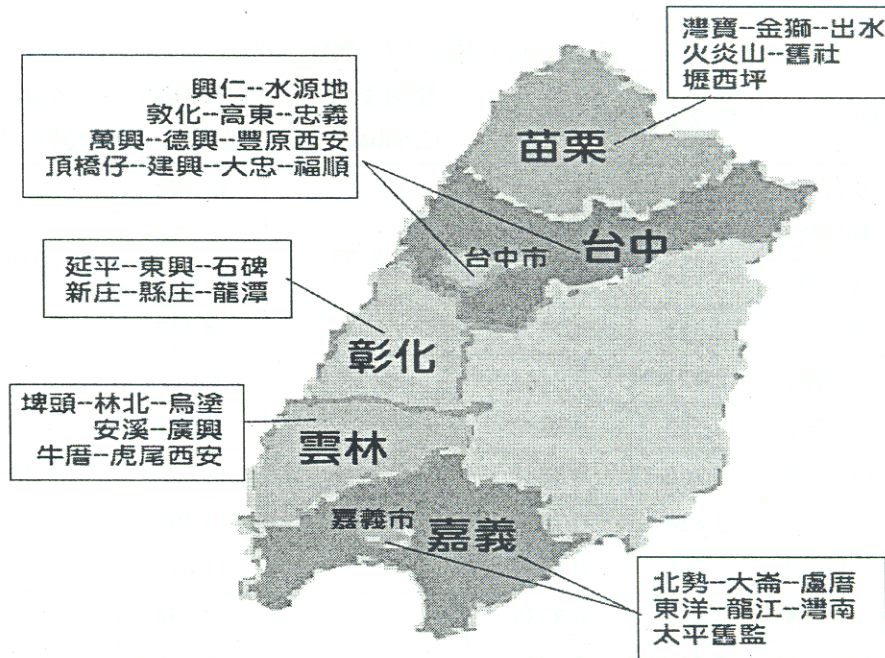 灣寶--金獅--出水
火炎山--舊社
壢西坪
興仁--水源地
敦化--高東--忠義
萬興--德興--豐原西安
頂橋仔--建興--大忠--福順
苗栗
台中
台中市
延平--東興--石碑
新庄--縣庄--龍潭
彰化
埤頭--林北--烏塗
安溪--廣興
牛厝--虎尾西安
雲林
嘉義市
嘉義
北勢--大崙--盧厝
東洋--龍江--灣南
太平舊監